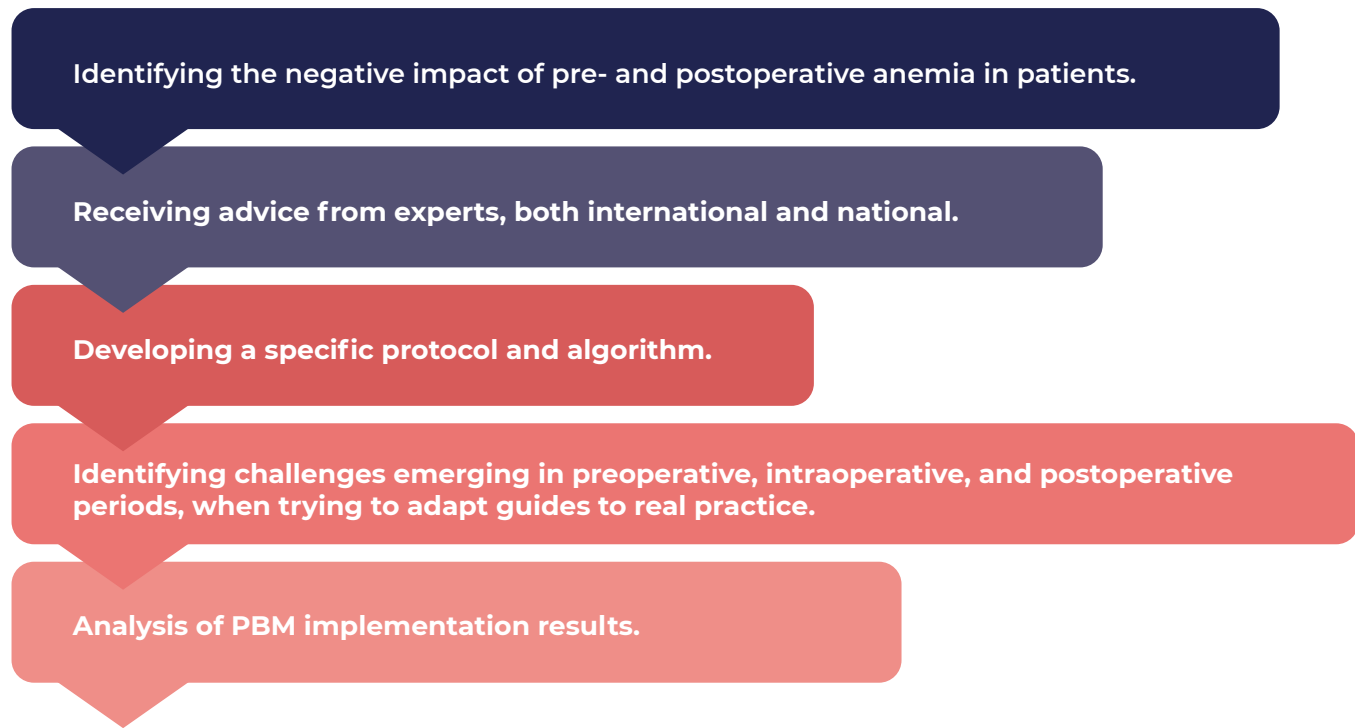 Identifying the negative impact of pre- and postoperative anemia in patients.
Receiving advice from experts, both international and national.
Developing a specific protocol and algorithm.
Identifying challenges emerging in preoperative, intraoperative, and postoperative
periods, when trying to adapt guides to real practice.
Analysis of PBM implementation results.